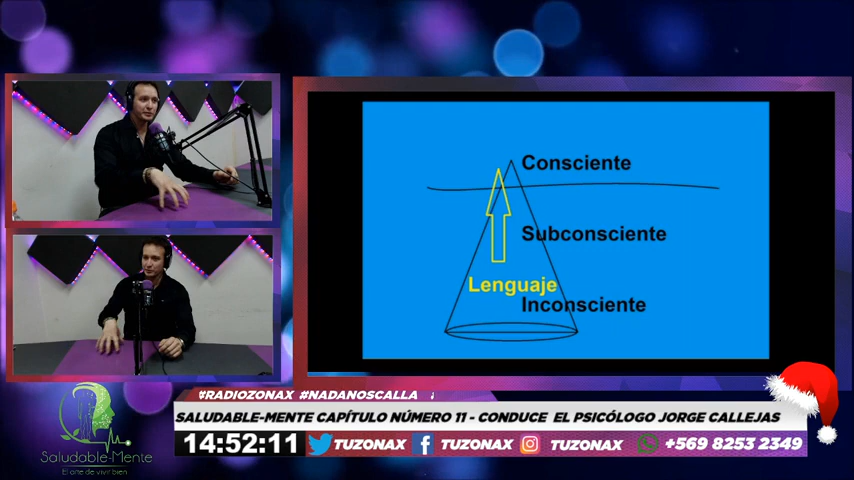 Consciente
Subconsciente
Lenguaje
Inconsciente
#RADIOZONAX #NADANOSCALLA
SALUDABLE-MENTE CAPÍTULO NÚMERO 11 - CONDUCE EL PSICÓLOGO JORGE CALLEJAS
14:52:11 TUZONAX TUZONAX TUZONAX +569 8253 2349
Saludable-Mente
El arte de vivir bien